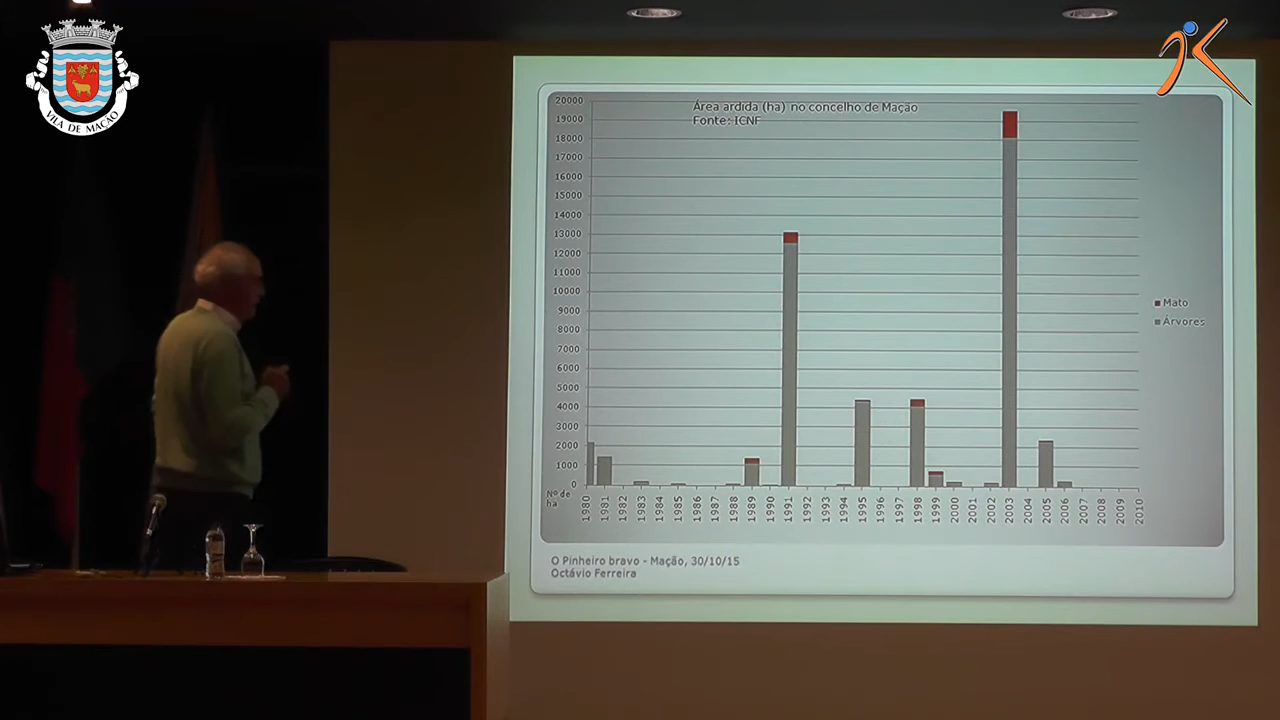 VILA DE MAÇÃO
Área ardida (ha) no concelho de Mação
Fonte: ICNF
20000
19000
18000
17000
16000
15000
14000
13000
12000
11000
10000
9000
8000
7000
6000
5000
4000
3000
2000
1000
0
Nº de
ha
1980 1981 1982 1983 1984 1985 1986 1987 1988 1989 1990 1991 1992 1993 1994 1995 1996 1997 1998 1999 2000 2001 2002 2003 2004 2005 2006 2007 2008 2009 2010
Mato
Árvores
O Pinheiro bravo - Mação, 30/10/15
Octávio Ferreira